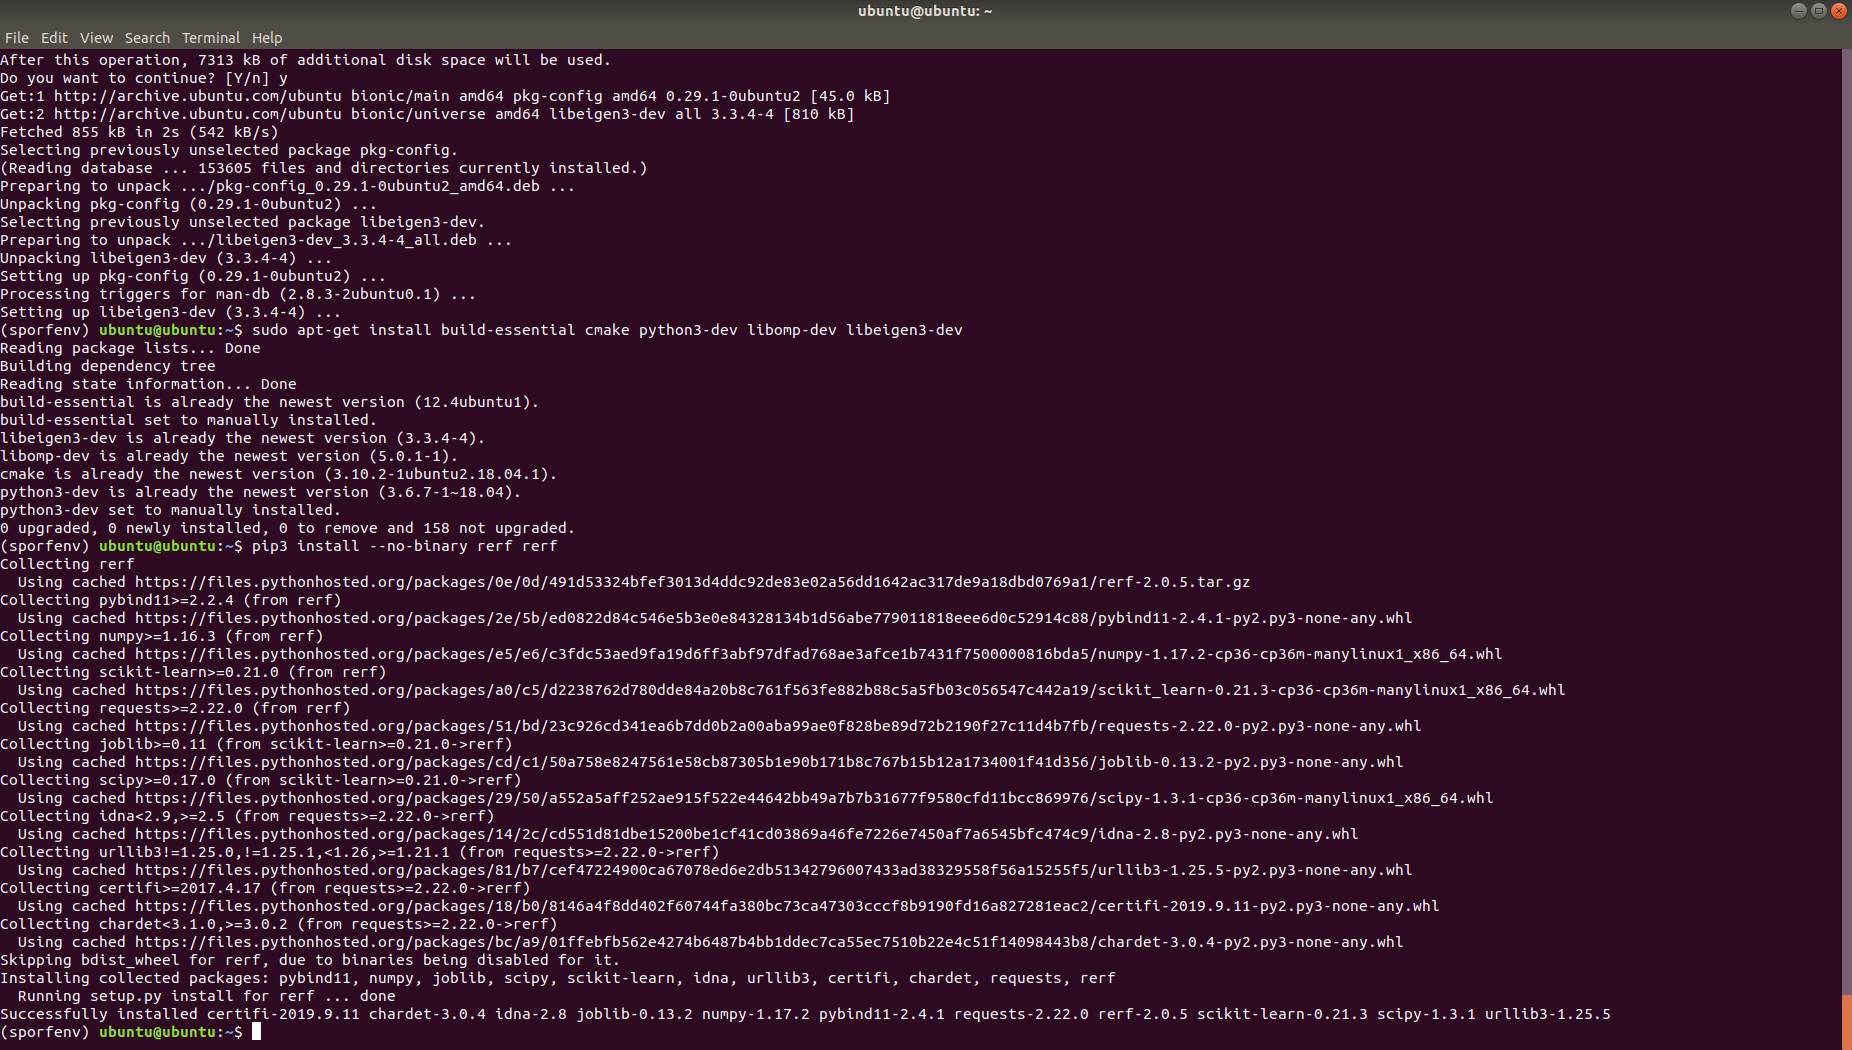 ubuntu@ubuntu: ~
File Edit View Search Terminal Help
After this operation, 7313 kB of additional disk space will be used.
Do you want to continue? [Y/n] y
Get:1 http://archive.ubuntu.com/ubuntu bionic/main amd64 pkg-config amd64 0.29.1-0ubuntu2 [45.0 kB]
Get:2 http://archive.ubuntu.com/ubuntu bionic/universe amd64 libeigen3-dev all 3.3.4-4 [810 kB]
Fetched 855 kB in 2s (542 kB/s)
Selecting previously unselected package pkg-config.
(Reading database ... 153605 files and directories currently installed.)
Preparing to unpack .../pkg-config_0.29.1-0ubuntu2_amd64.deb ...
Unpacking pkg-config (0.29.1-0ubuntu2) ...
Selecting previously unselected package libeigen3-dev.
Preparing to unpack .../libeigen3-dev_3.3.4-4_all.deb ...
Unpacking libeigen3-dev (3.3.4-4) ...
Setting up pkg-config (0.29.1-0ubuntu2) ...
Processing triggers for man-db (2.8.3-2ubuntu0.1) ...
Setting up libeigen3-dev (3.3.4-4) ...
(sporfenv) ubuntu@ubuntu:~$ sudo apt-get install build-essential cmake python3-dev libomp-dev libeigen3-dev
Reading package lists... Done
Building dependency tree
Reading state information... Done
build-essential is already the newest version (12.4ubuntu1).
build-essential set to manually installed.
libeigen3-dev is already the newest version (3.3.4-4).
libomp-dev is already the newest version (5.0.1-1).
cmake is already the newest version (3.10.2-1ubuntu2.18.04.1).
python3-dev is already the newest version (3.6.7-1~18.04).
python3-dev set to manually installed.
0 upgraded, 0 newly installed, 0 to remove and 158 not upgraded.
(sporfenv) ubuntu@ubuntu:~$ pip3 install --no-binary rerf rerf
Collecting rerf
  Using cached https://files.pythonhosted.org/packages/0e/0d/491d53324bfef3013d4ddc92de83e02a56dd1642ac317de9a18dbd0769a1/rerf-2.0.5.tar.gz
Collecting pybind11>=2.2.4 (from rerf)
  Using cached https://files.pythonhosted.org/packages/2e/5b/ed0822d84c546e5b3e0e84328134b1d56abe779011818eee6d0c52914c88/pybind11-2.4.1-py2.py3-none-any.whl
Collecting numpy>=1.16.3 (from rerf)
  Using cached https://files.pythonhosted.org/packages/e5/e6/c3fdc53aed9fa19d6ff3abf97dfad768ae3afce1b7431f7500000816bda5/numpy-1.17.2-cp36-cp36m-manylinux1_x86_64.whl
Collecting scikit-learn>=0.21.0 (from rerf)
  Using cached https://files.pythonhosted.org/packages/a0/c5/d2238762d780dde84a20b8c761f563fe882b88c5a5fb03c056547c442a19/scikit_learn-0.21.3-cp36-cp36m-manylinux1_x86_64.whl
Collecting requests>=2.22.0 (from rerf)
  Using cached https://files.pythonhosted.org/packages/51/bd/23c926cd341ea6b7dd0b2a00aba99ae0f828be89d72b2190f27c11d4b7fb/requests-2.22.0-py2.py3-none-any.whl
Collecting joblib>=0.11 (from scikit-learn>=0.21.0->rerf)
  Using cached https://files.pythonhosted.org/packages/cd/c1/50a758e8247561e58cb87305b1e90b171b8c767b15b12a1734001f41d356/joblib-0.13.2-py2.py3-none-any.whl
Collecting scipy>=0.17.0 (from scikit-learn>=0.21.0->rerf)
  Using cached https://files.pythonhosted.org/packages/29/50/a552a5aff252ae915f522e44642bb49a7b7b31677f9580cfd11bcc869976/scipy-1.3.1-cp36-cp36m-manylinux1_x86_64.whl
Collecting idna<2.9,>=2.5 (from requests>=2.22.0->rerf)
  Using cached https://files.pythonhosted.org/packages/14/2c/cd551d81dbe15200be1cf41cd03869a46fe7226e7450af7a6545bfc474c9/idna-2.8-py2.py3-none-any.whl
Collecting urllib3!=1.25.0,!=1.25.1,<1.26,>=1.21.1 (from requests>=2.22.0->rerf)
  Using cached https://files.pythonhosted.org/packages/81/b7/cef47224900ca67078ed6e2db51342796007433ad38329558f56a15255f5/urllib3-1.25.5-py2.py3-none-any.whl
Collecting certifi>=2017.4.17 (from requests>=2.22.0->rerf)
  Using cached https://files.pythonhosted.org/packages/18/b0/8146a4f8dd402f60744fa380bc73ca47303cccf8b9190fd16a827281eac2/certifi-2019.9.11-py2.py3-none-any.whl
Collecting chardet<3.1.0,>=3.0.2 (from requests>=2.22.0->rerf)
  Using cached https://files.pythonhosted.org/packages/bc/a9/01ffebfb562e4274b6487b4bb1ddec7ca55ec7510b22e4c51f14098443b8/chardet-3.0.4-py2.py3-none-any.whl
Skipping bdist_wheel for rerf, due to binaries being disabled for it.
Installing collected packages: pybind11, numpy, joblib, scipy, scikit-learn, idna, urllib3, certifi, chardet, requests, rerf
  Running setup.py install for rerf ... done
Successfully installed certifi-2019.9.11 chardet-3.0.4 idna-2.8 joblib-0.13.2 numpy-1.17.2 pybind11-2.4.1 requests-2.22.0 rerf-2.0.5 scikit-learn-0.21.3 scipy-1.3.1 urllib3-1.25.5
(sporfenv) ubuntu@ubuntu:~$